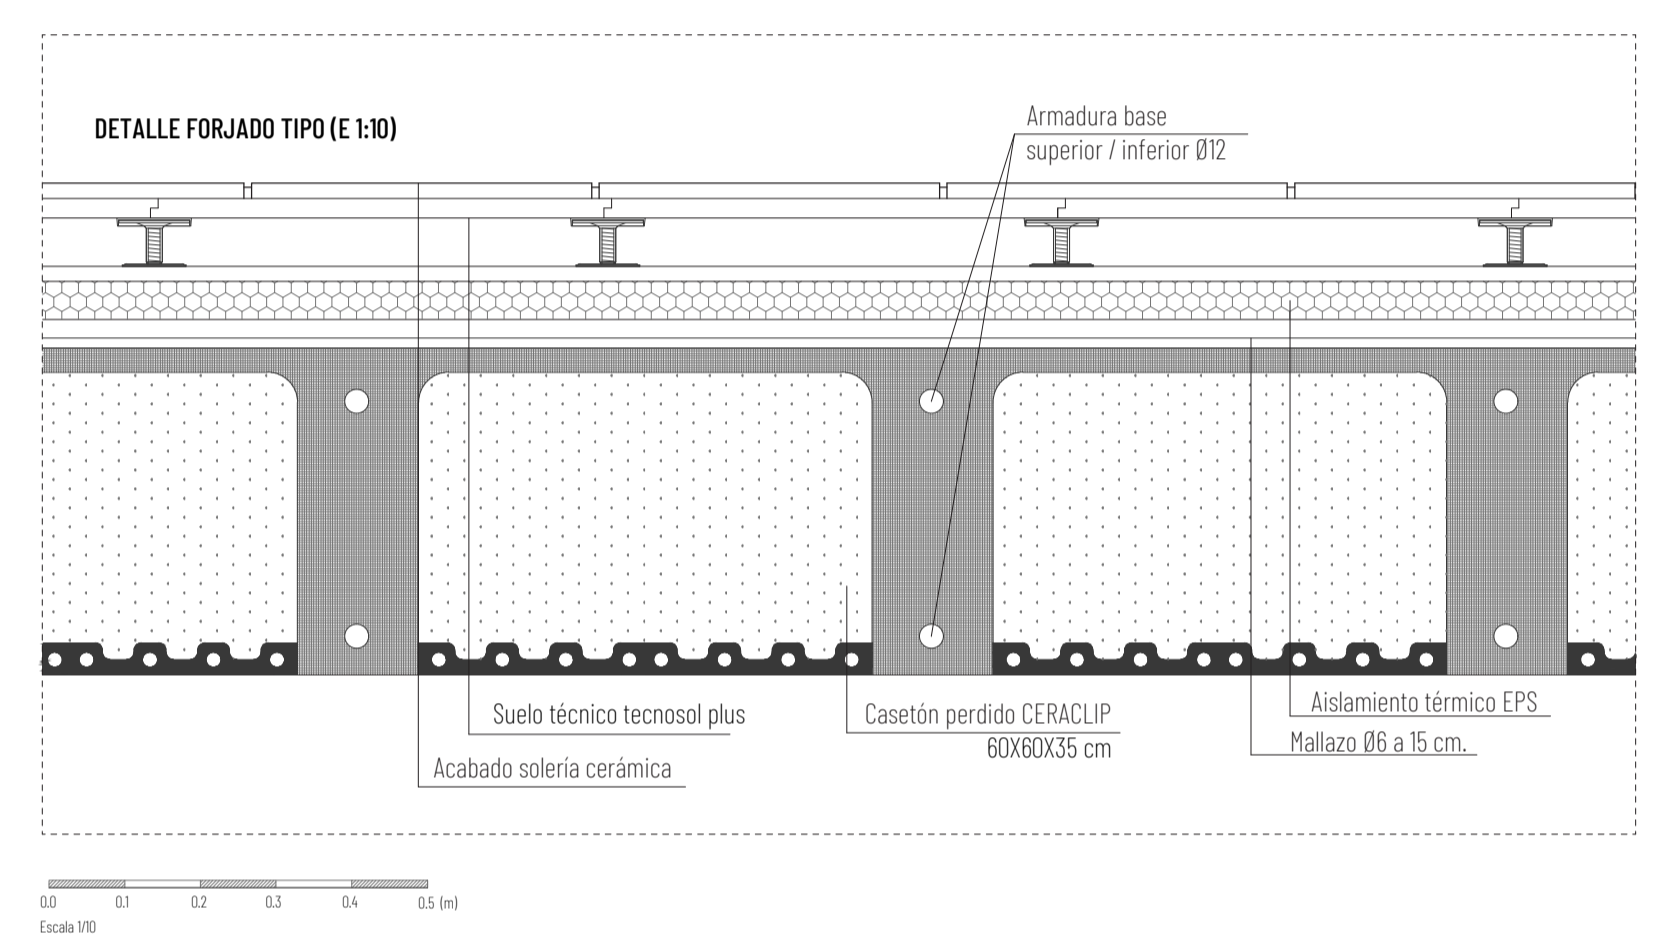 DETALLE FORJADO TIPO (E 1:10)
Armadura base
superior / inferior Ø12
Suelo técnico tecnosol plus
Acabado solería cerámica
Casetón perdido CERACLIP
60X60X35 cm
Aislamiento térmico EPS
Mallazo Ø6 a 15 cm.
0.0 0.1 0.2 0.3 0.4 0.5 (m)
Escala 1/10